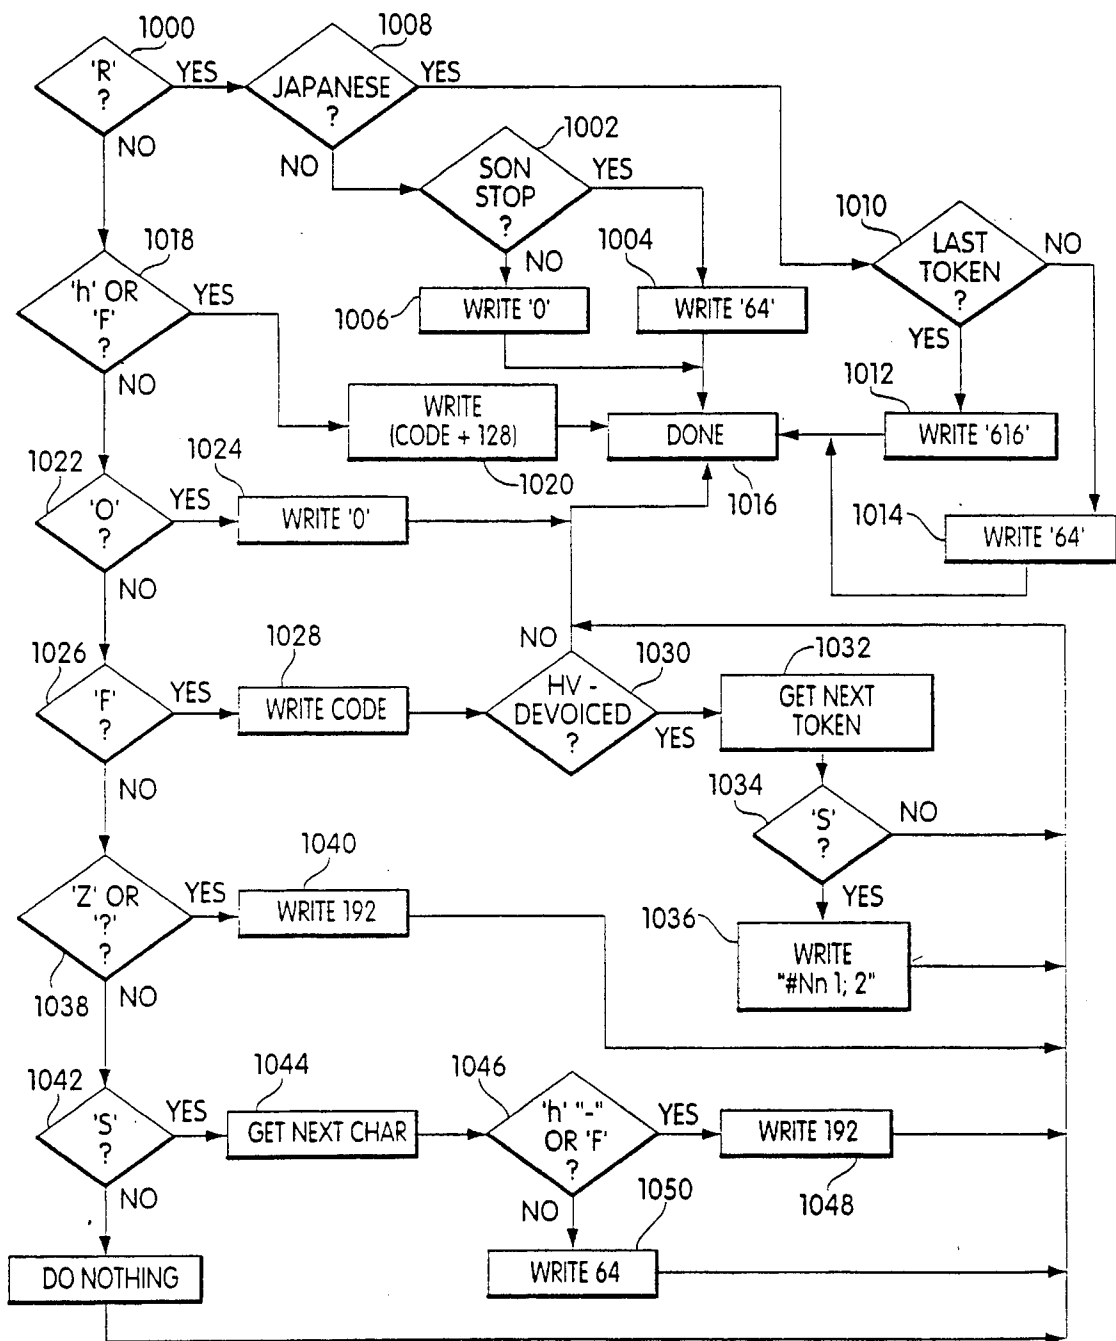 1000
'R'
?
YES
NO
1008
JAPANESE
?
YES
NO
1002
SON
STOP
?
YES
NO
1004
WRITE '64'
1006
WRITE '0'
1010
LAST
TOKEN
?
NO
YES
1012
WRITE '616'
1014
WRITE '64'
DONE
1016
1018
'h' OR
'F'
?
YES
NO
WRITE
(CODE + 128)
1020
1022
'O'
?
YES
NO
1024
WRITE '0'
1026
'F'
?
YES
NO
1028
WRITE CODE
NO
1030
HV -
DEVOICED
?
YES
1032
GET NEXT
TOKEN
1034
'S'
?
NO
YES
1036
WRITE
"#Nn 1; 2"
'Z' OR
'?'
?
YES
1038
NO
1040
WRITE 192
1042
'S'
?
YES
NO
1044
GET NEXT CHAR
1046
'h' "-"
OR 'F'
?
YES
NO
WRITE 192
1048
1050
WRITE 64
DO NOTHING